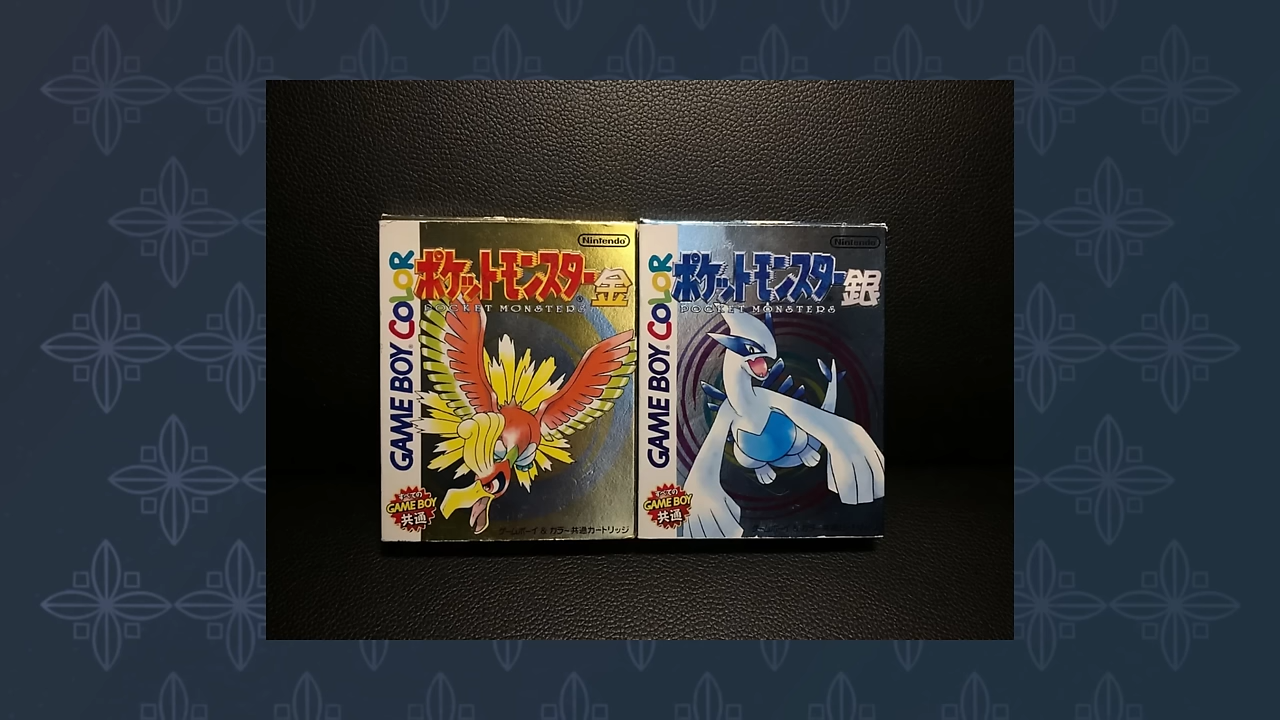 Nintendo
GAME BOY COLOR
ポケットモンスター金
POCKET MONSTERS
すべての
GAME BOY
共通
ゲームボーイ&カラー共通カートリッジ
Nintendo
GAME BOY COLOR
ポケットモンスター銀
POCKET MONSTERS
すべての
GAME BOY
共通